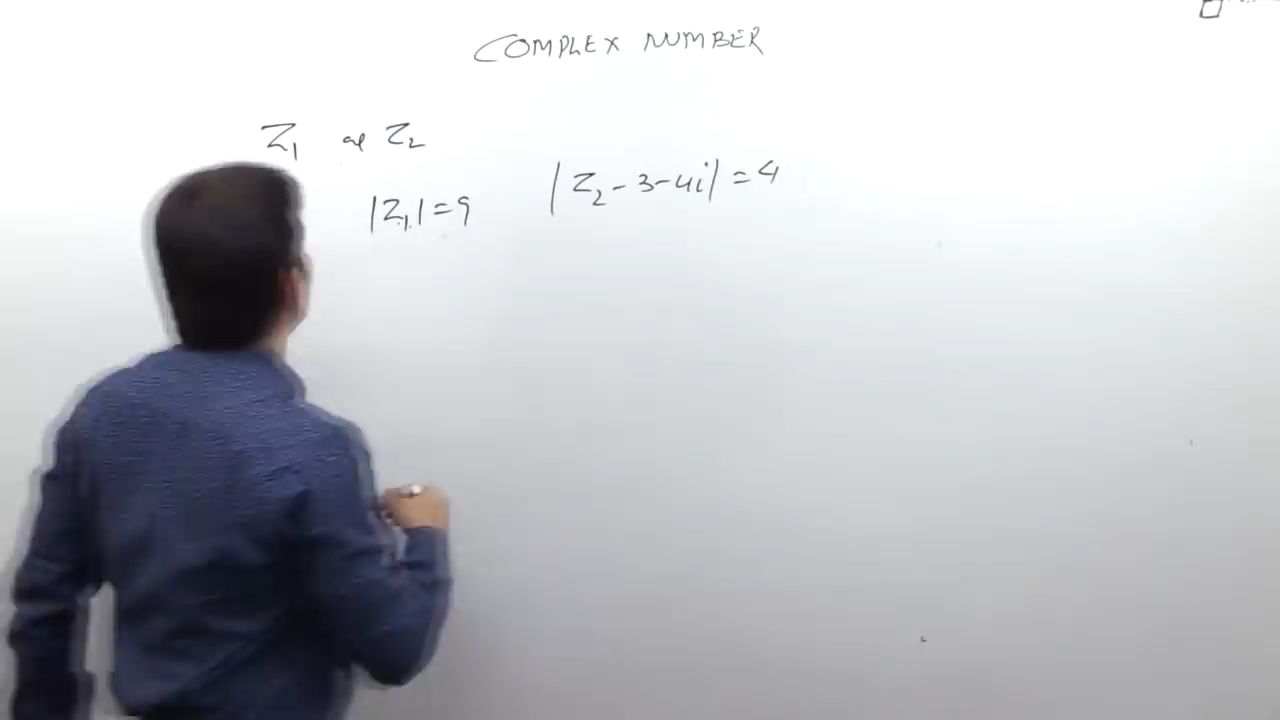 COMPLEX NUMBER
Z₁ Z₂
|Z₁| = 9 |Z₂ - 3 - 4i| = 4